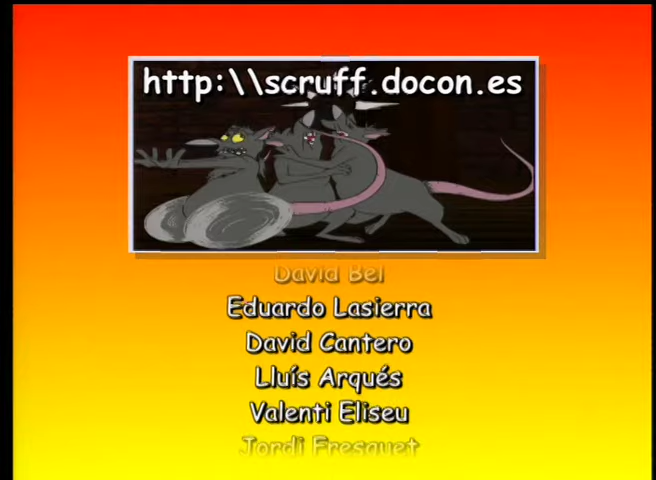 http:\\scruff.docon.es
David Bel
Eduardo Lasierra
David Cantero
Lluís Arqués
Valenti Eliseu
Jordi Fresquet